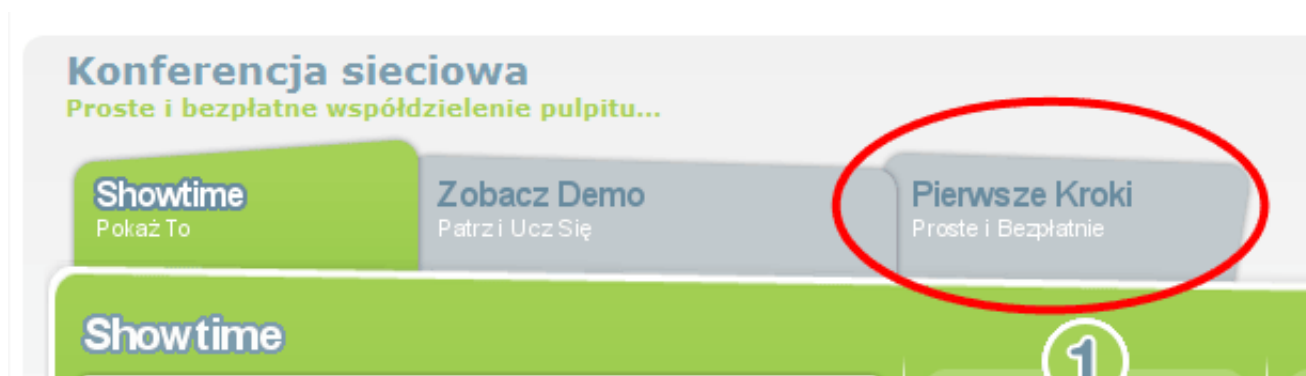 Konferencja sieciowa
Proste i bezpłatne współdzielenie pulpitu...
Showtime
Pokaż To
Zobacz Demo
Patrz i Ucz Się
Pierwsze Kroki
Proste i Bezpłatnie
Showtime
1